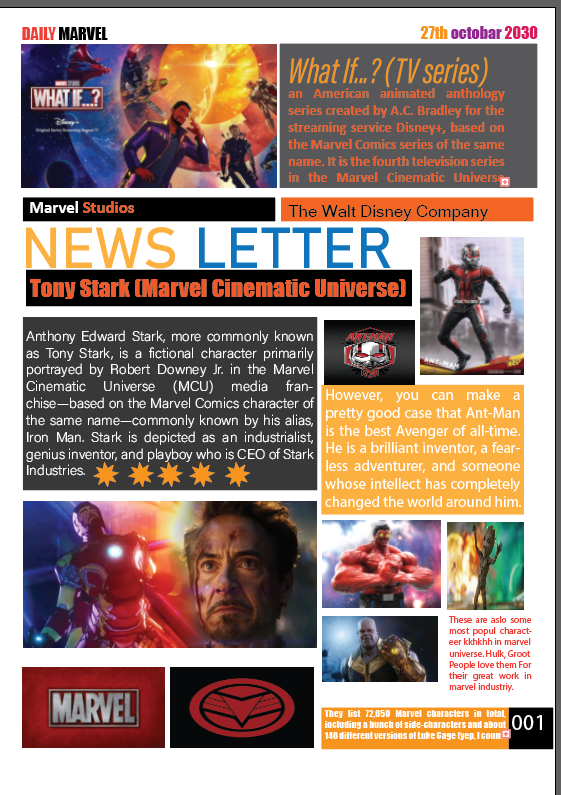 DAILY MARVEL
27th octobar 2030
MARVEL STUDIOS
WHAT IF...?
Disney+
Original Series Streaming August 11
What If...? (TV series)
an American animated anthology
series created by A.C. Bradley for the
streaming service Disney+, based on
the Marvel Comics series of the same
name. It is the fourth television series
in the Marvel Cinematic Universe
Marvel Studios
The Walt Disney Company
NEWS LETTER
Tony Stark (Marvel Cinematic Universe)
ANT-MAN
Anthony Edward Stark, more commonly known
as Tony Stark, is a fictional character primarily
portrayed by Robert Downey Jr. in the Marvel
Cinematic Universe (MCU) media fran-
chise—based on the Marvel Comics character of
the same name—commonly known by his alias,
Iron Man. Stark is depicted as an industrialist,
genius inventor, and playboy who is CEO of Stark
Industries.
ANT-MAN
However, you can make a
pretty good case that Ant-Man
is the best Avenger of all-time.
He is a brilliant inventor, a fear-
less adventurer, and someone
whose intellect has completely
changed the world around him.
These are aslo some
most popul charact-
eer kkhkhh in marvel
universe. Hulk, Groot
People love them For
their great work in
marvel industriy.
MARVEL
They list 72,050 Marvel characters in total,
including a bunch of side-characters and about
140 different versions of Luke Cage (yep, I coun
001